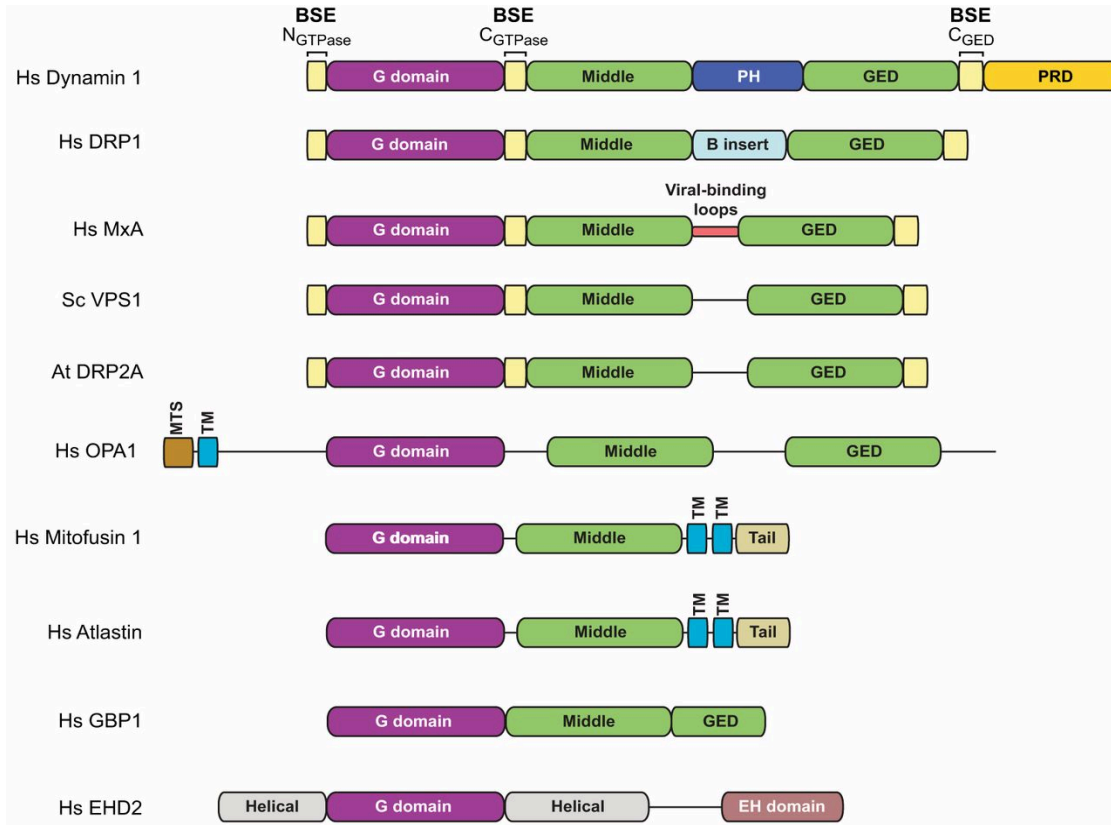 BSE BSE BSE
NGTPase CGTPase CGED
Hs Dynamin 1 G domain Middle PH GED PRD
Hs DRP1 G domain Middle B insert GED
Viral-binding
loops
Hs MxA G domain Middle GED
Sc VPS1 G domain Middle GED
At DRP2A G domain Middle GED
MTS TM
Hs OPA1 G domain Middle GED
TM TM
Hs Mitofusin 1 G domain Middle Tail
TM TM
Hs Atlastin G domain Middle Tail
Hs GBP1 G domain Middle GED
Hs EHD2 Helical G domain Helical EH domain